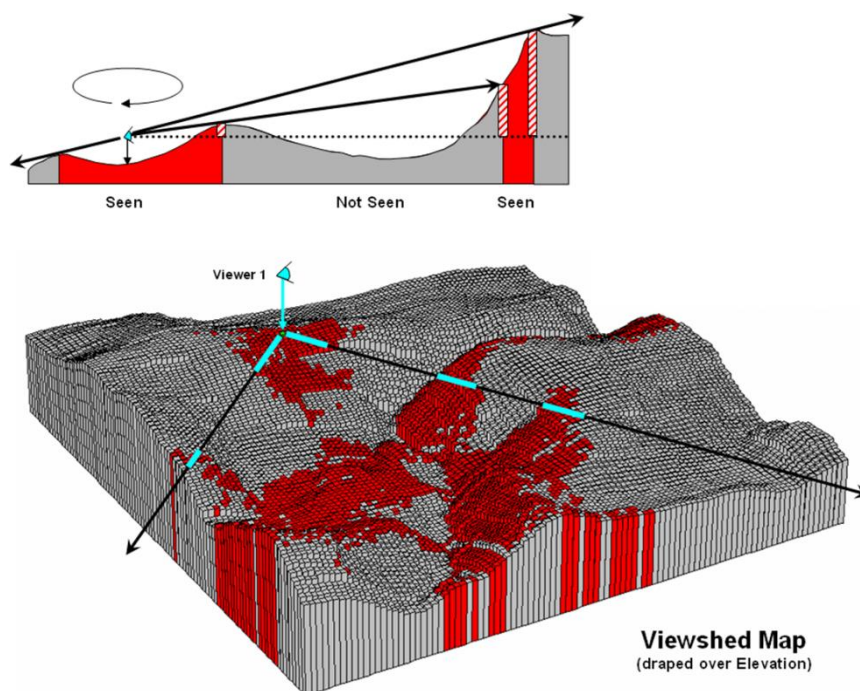 Seen
Not Seen
Seen
Viewer 1
Viewshed Map
(draped over Elevation)